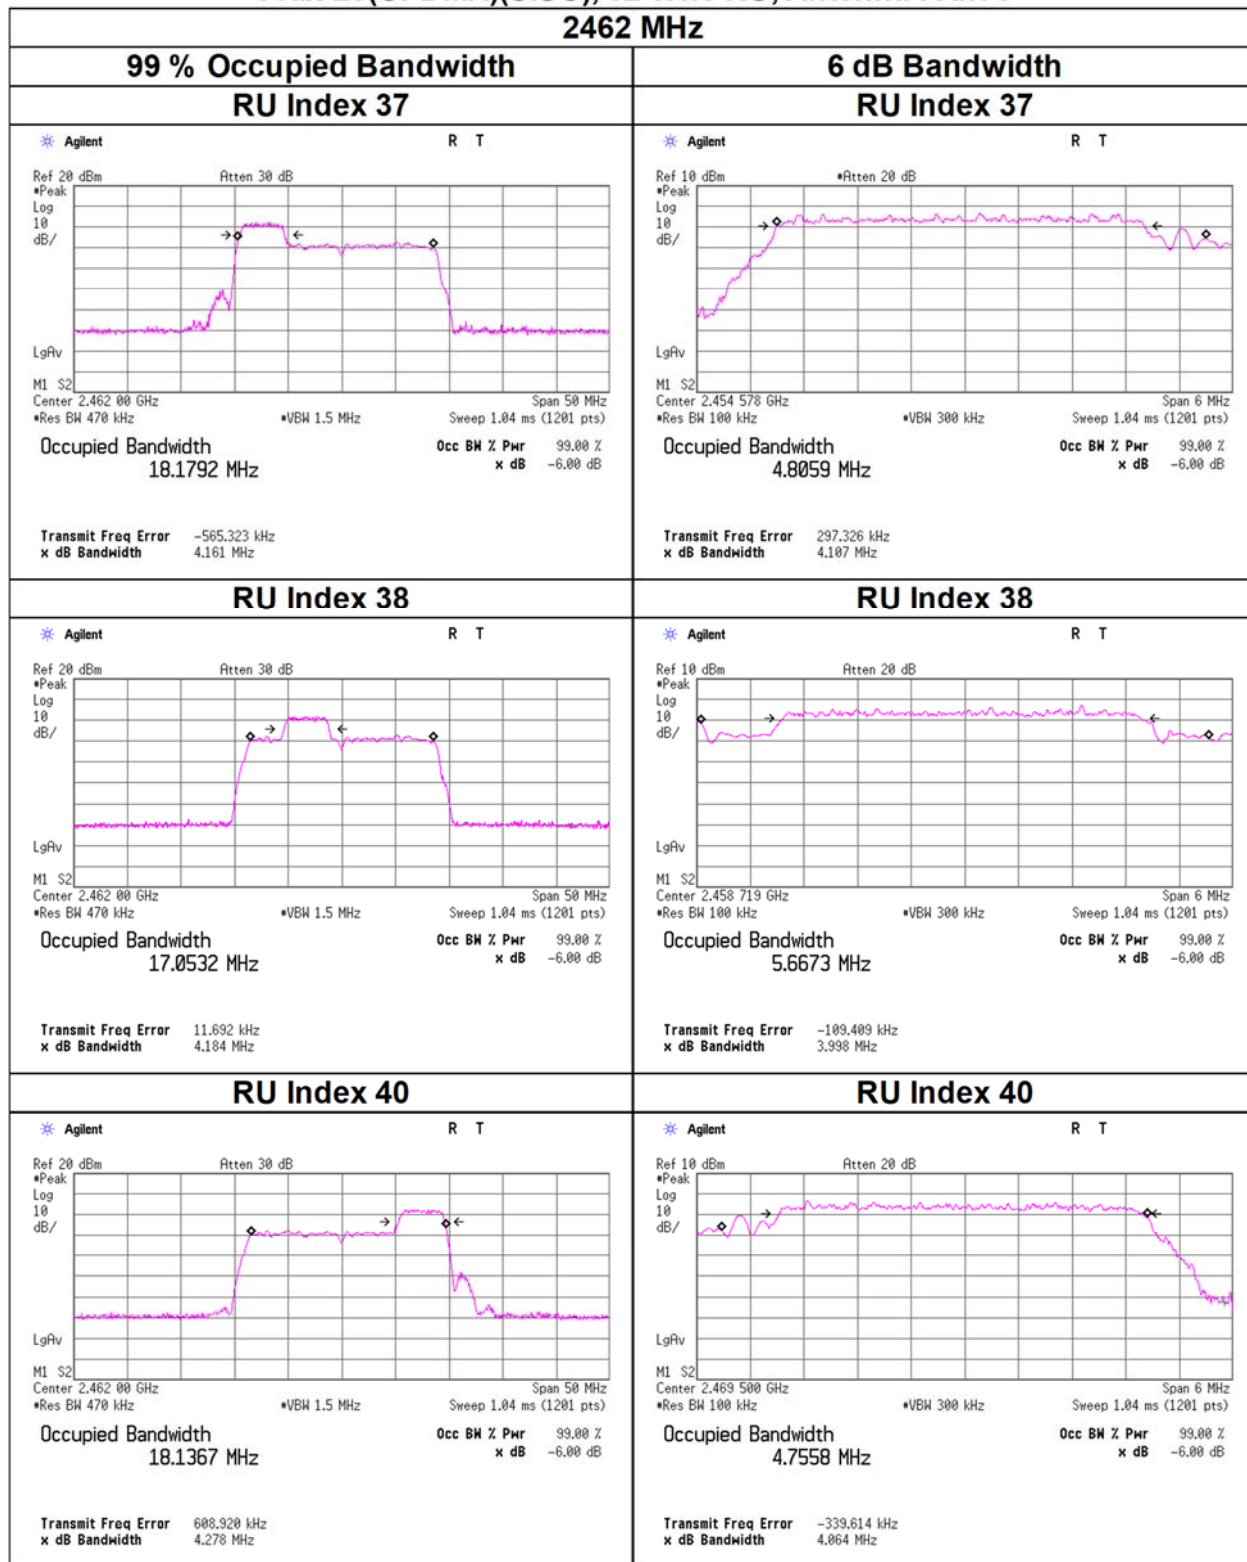 2462 MHz
99 % Occupied Bandwidth
6 dB Bandwidth
RU Index 37
RU Index 37
Agilent R T
Ref 20 dBm Atten 30 dB
#Peak
Log
10
dB/
LgAv
M1 S2
Center 2.462 00 GHz Span 50 MHz
#Res BW 470 kHz #VBW 1.5 MHz Sweep 1.04 ms (1201 pts)
Occupied Bandwidth Occ BW % Pwr 99.00 %
18.1792 MHz x dB -6.00 dB
Transmit Freq Error -565.323 kHz
x dB Bandwidth 4.161 MHz
Agilent R T
Ref 10 dBm #Atten 20 dB
#Peak
Log
10
dB/
LgAv
M1 S2
Center 2.454 578 GHz Span 6 MHz
#Res BW 100 kHz #VBW 300 kHz Sweep 1.04 ms (1201 pts)
Occupied Bandwidth Occ BW % Pwr 99.00 %
4.8059 MHz x dB -6.00 dB
Transmit Freq Error 297.326 kHz
x dB Bandwidth 4.107 MHz
RU Index 38
RU Index 38
Agilent R T
Ref 20 dBm Atten 30 dB
#Peak
Log
10
dB/
LgAv
M1 S2
Center 2.462 00 GHz Span 50 MHz
#Res BW 470 kHz #VBW 1.5 MHz Sweep 1.04 ms (1201 pts)
Occupied Bandwidth Occ BW % Pwr 99.00 %
17.0532 MHz x dB -6.00 dB
Transmit Freq Error 11.692 kHz
x dB Bandwidth 4.184 MHz
Agilent R T
Ref 10 dBm Atten 20 dB
#Peak
Log
10
dB/
LgAv
M1 S2
Center 2.458 719 GHz Span 6 MHz
#Res BW 100 kHz #VBW 300 kHz Sweep 1.04 ms (1201 pts)
Occupied Bandwidth Occ BW % Pwr 99.00 %
5.6673 MHz x dB -6.00 dB
Transmit Freq Error -109.409 kHz
x dB Bandwidth 3.998 MHz
RU Index 40
RU Index 40
Agilent R T
Ref 20 dBm Atten 30 dB
#Peak
Log
10
dB/
LgAv
M1 S2
Center 2.462 00 GHz Span 50 MHz
#Res BW 470 kHz #VBW 1.5 MHz Sweep 1.04 ms (1201 pts)
Occupied Bandwidth Occ BW % Pwr 99.00 %
18.1367 MHz x dB -6.00 dB
Transmit Freq Error 608.920 kHz
x dB Bandwidth 4.278 MHz
Agilent R T
Ref 10 dBm Atten 20 dB
#Peak
Log
10
dB/
LgAv
M1 S2
Center 2.469 500 GHz Span 6 MHz
#Res BW 100 kHz #VBW 300 kHz Sweep 1.04 ms (1201 pts)
Occupied Bandwidth Occ BW % Pwr 99.00 %
4.7558 MHz x dB -6.00 dB
Transmit Freq Error -339.614 kHz
x dB Bandwidth 4.064 MHz